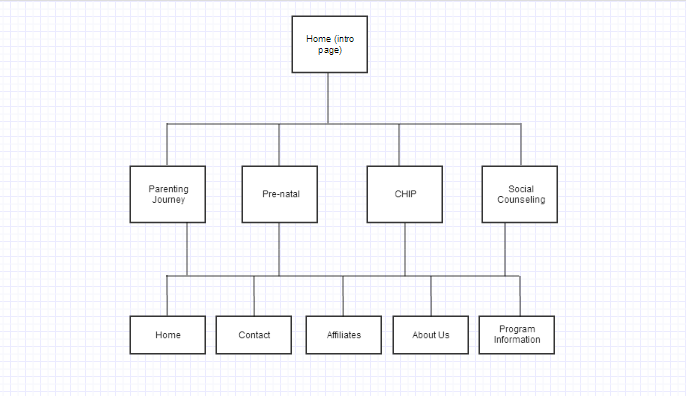 Home (intro
page)
Parenting
Journey
Pre-natal
CHIP
Social
Counseling
Home
Contact
Affiliates
About Us
Program
Information